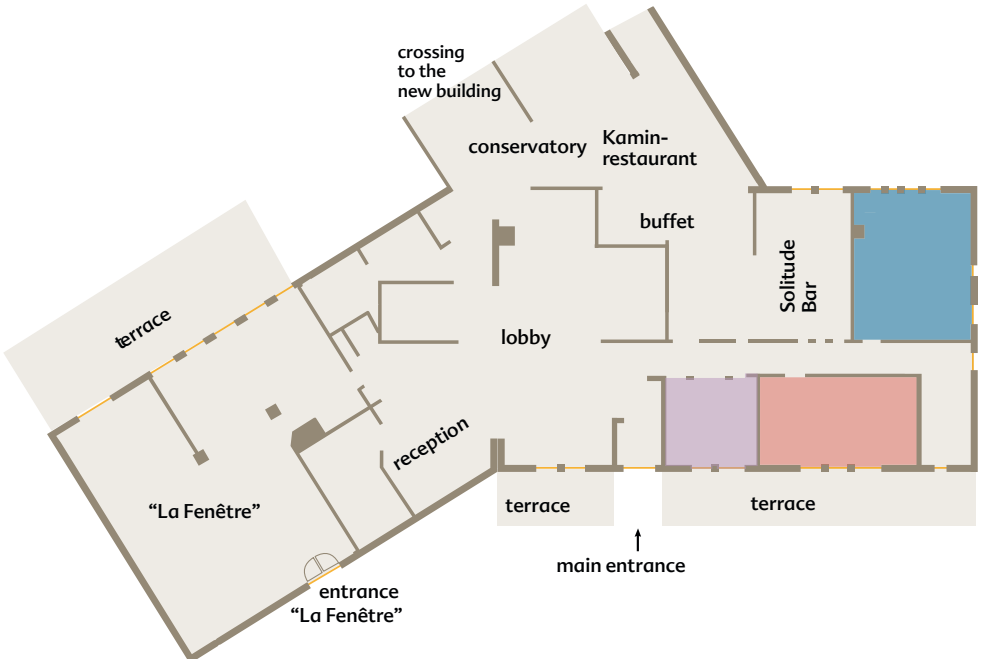 crossing
to the
new building
conservatory
Kamin-
restaurant
buffet
Solitude
Bar
terrace
lobby
reception
“La Fenêtre”
terrace
terrace
main entrance
entrance
“La Fenêtre”